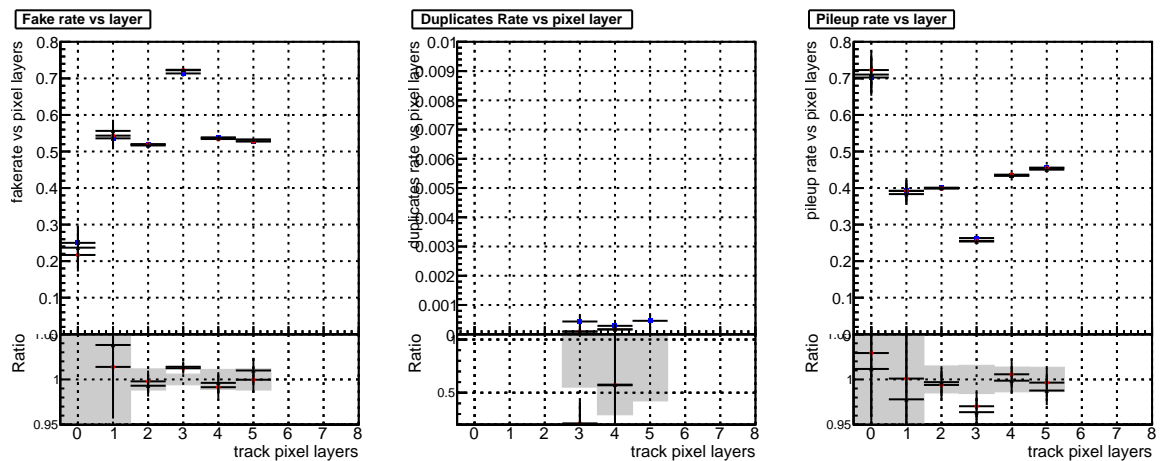 Fake rate vs layer
fakerate vs pixel layers
0.8
0.7
0.6
0.5
0.4
0.3
0.2
0.1
0
Ratio
1
0.95
0 1 2 3 4 5 6 7 8
track pixel layers
Duplicates Rate vs pixel layer
duplicates rate vs pixel layers
0.01
0.009
0.008
0.007
0.006
0.005
0.004
0.003
0.002
0.001
Ratio
1
0.5
0 1 2 3 4 5 6 7 8
track pixel layers
Pileup rate vs layer
pileup rate vs pixel layers
0.8
0.7
0.6
0.5
0.4
0.3
0.2
0.1
0
Ratio
1
0.95
0 1 2 3 4 5 6 7 8
track pixel layers